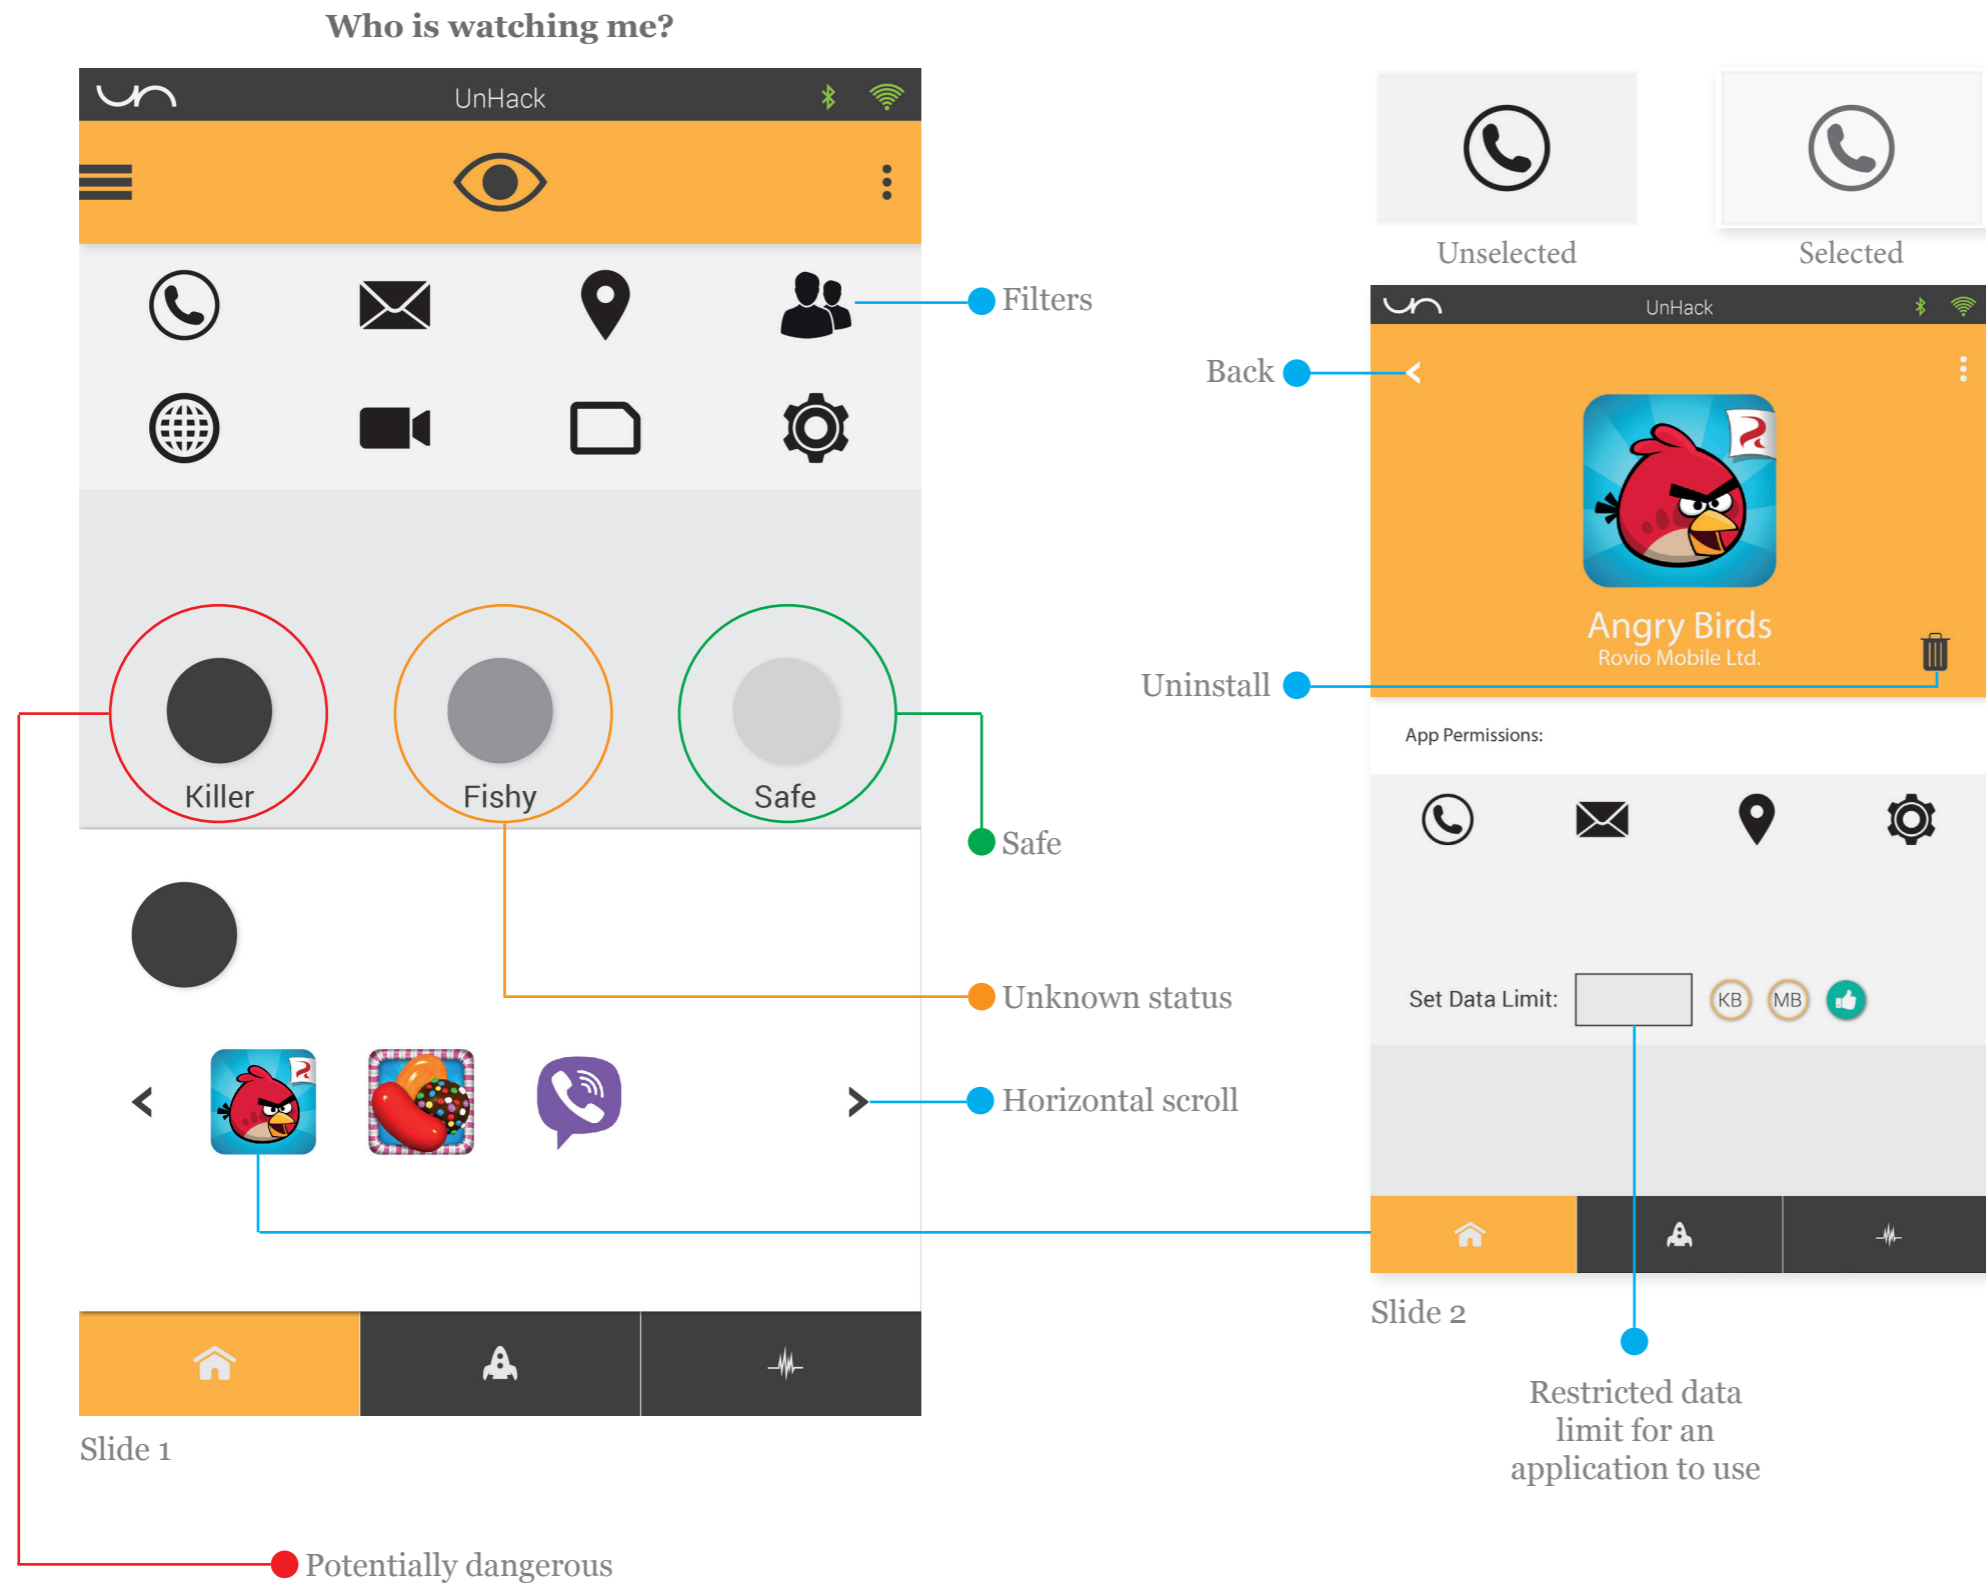 Who is watching me?
un
UnHack
Filters
Killer
Fishy
Safe
Safe
Unknown status
Horizontal scroll
Slide 1
Potentially dangerous
Unselected
Selected
un
UnHack
Back
Angry Birds
Rovio Mobile Ltd.
Uninstall
App Permissions:
Set Data Limit:
KB
MB
Slide 2
Restricted data
limit for an
application to use